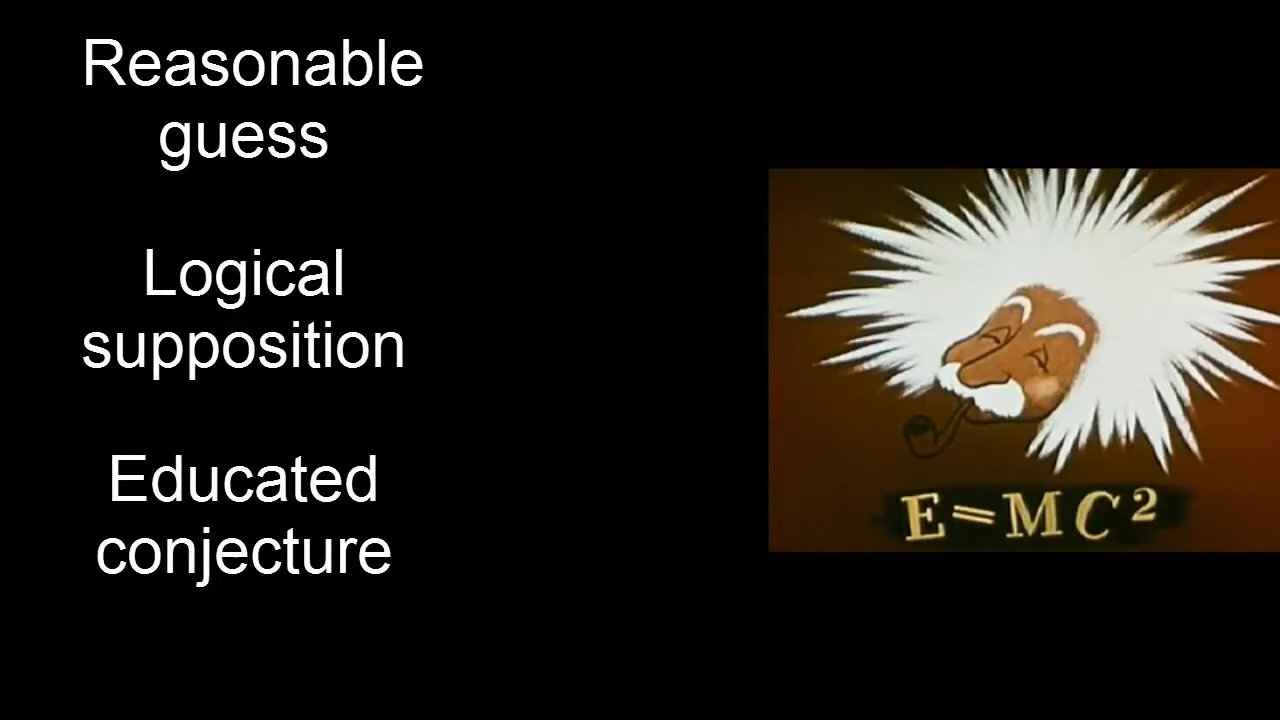 Reasonable
guess
Logical
supposition
Educated
conjecture
E=MC²